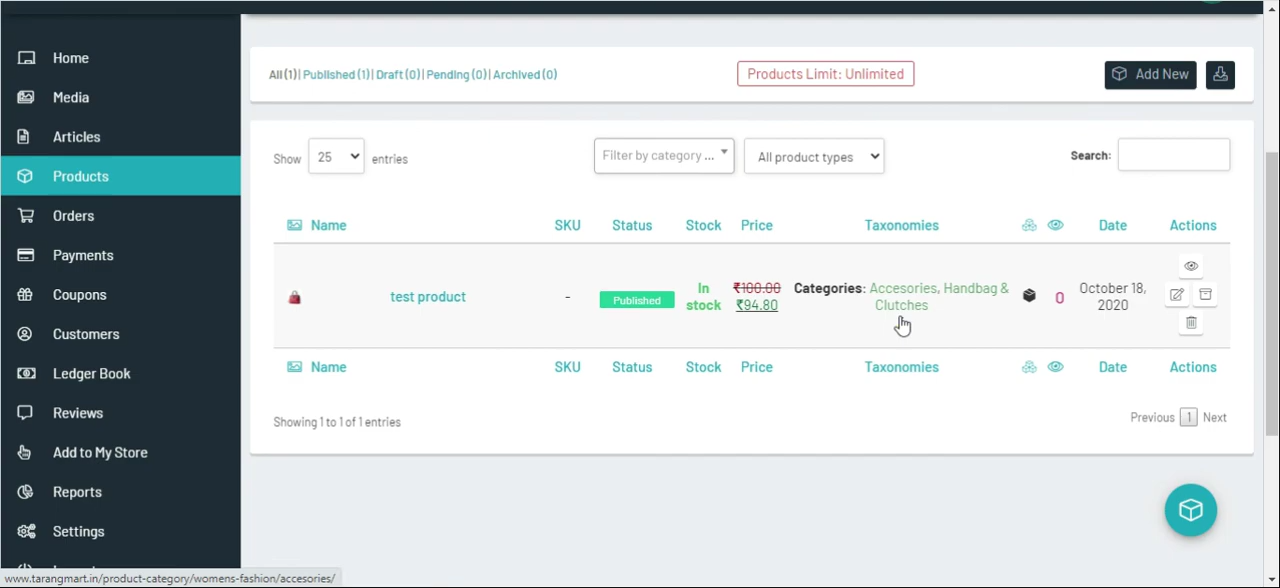 Home
Media
Articles
Products
Orders
Payments
Coupons
Customers
Ledger Book
Reviews
Add to My Store
Reports
Settings
All (1)| Published (1)| Draft (0)| Pending (0)| Archived (0)
Products Limit: Unlimited
Add New
Show 25 entries
Filter by category ...
All product types
Search:
Name SKU Status Stock Price Taxonomies Date Actions
test product - Published In stock ₹100.00 ₹94.80 Categories: Accesories, Handbag & Clutches 0 October 18, 2020
Name SKU Status Stock Price Taxonomies Date Actions
Showing 1 to 1 of 1 entries
Previous 1 Next
www.tarangmart.in/product-category/womens-fashion/accesories/